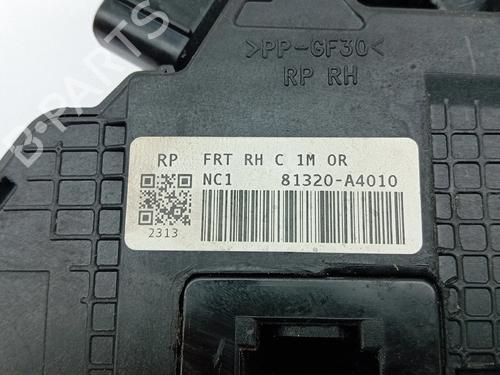 >PP-GF30<
RP RH
RP FRT RH C 1M OR
NC1 81320-A4010
2313
B-PARTS